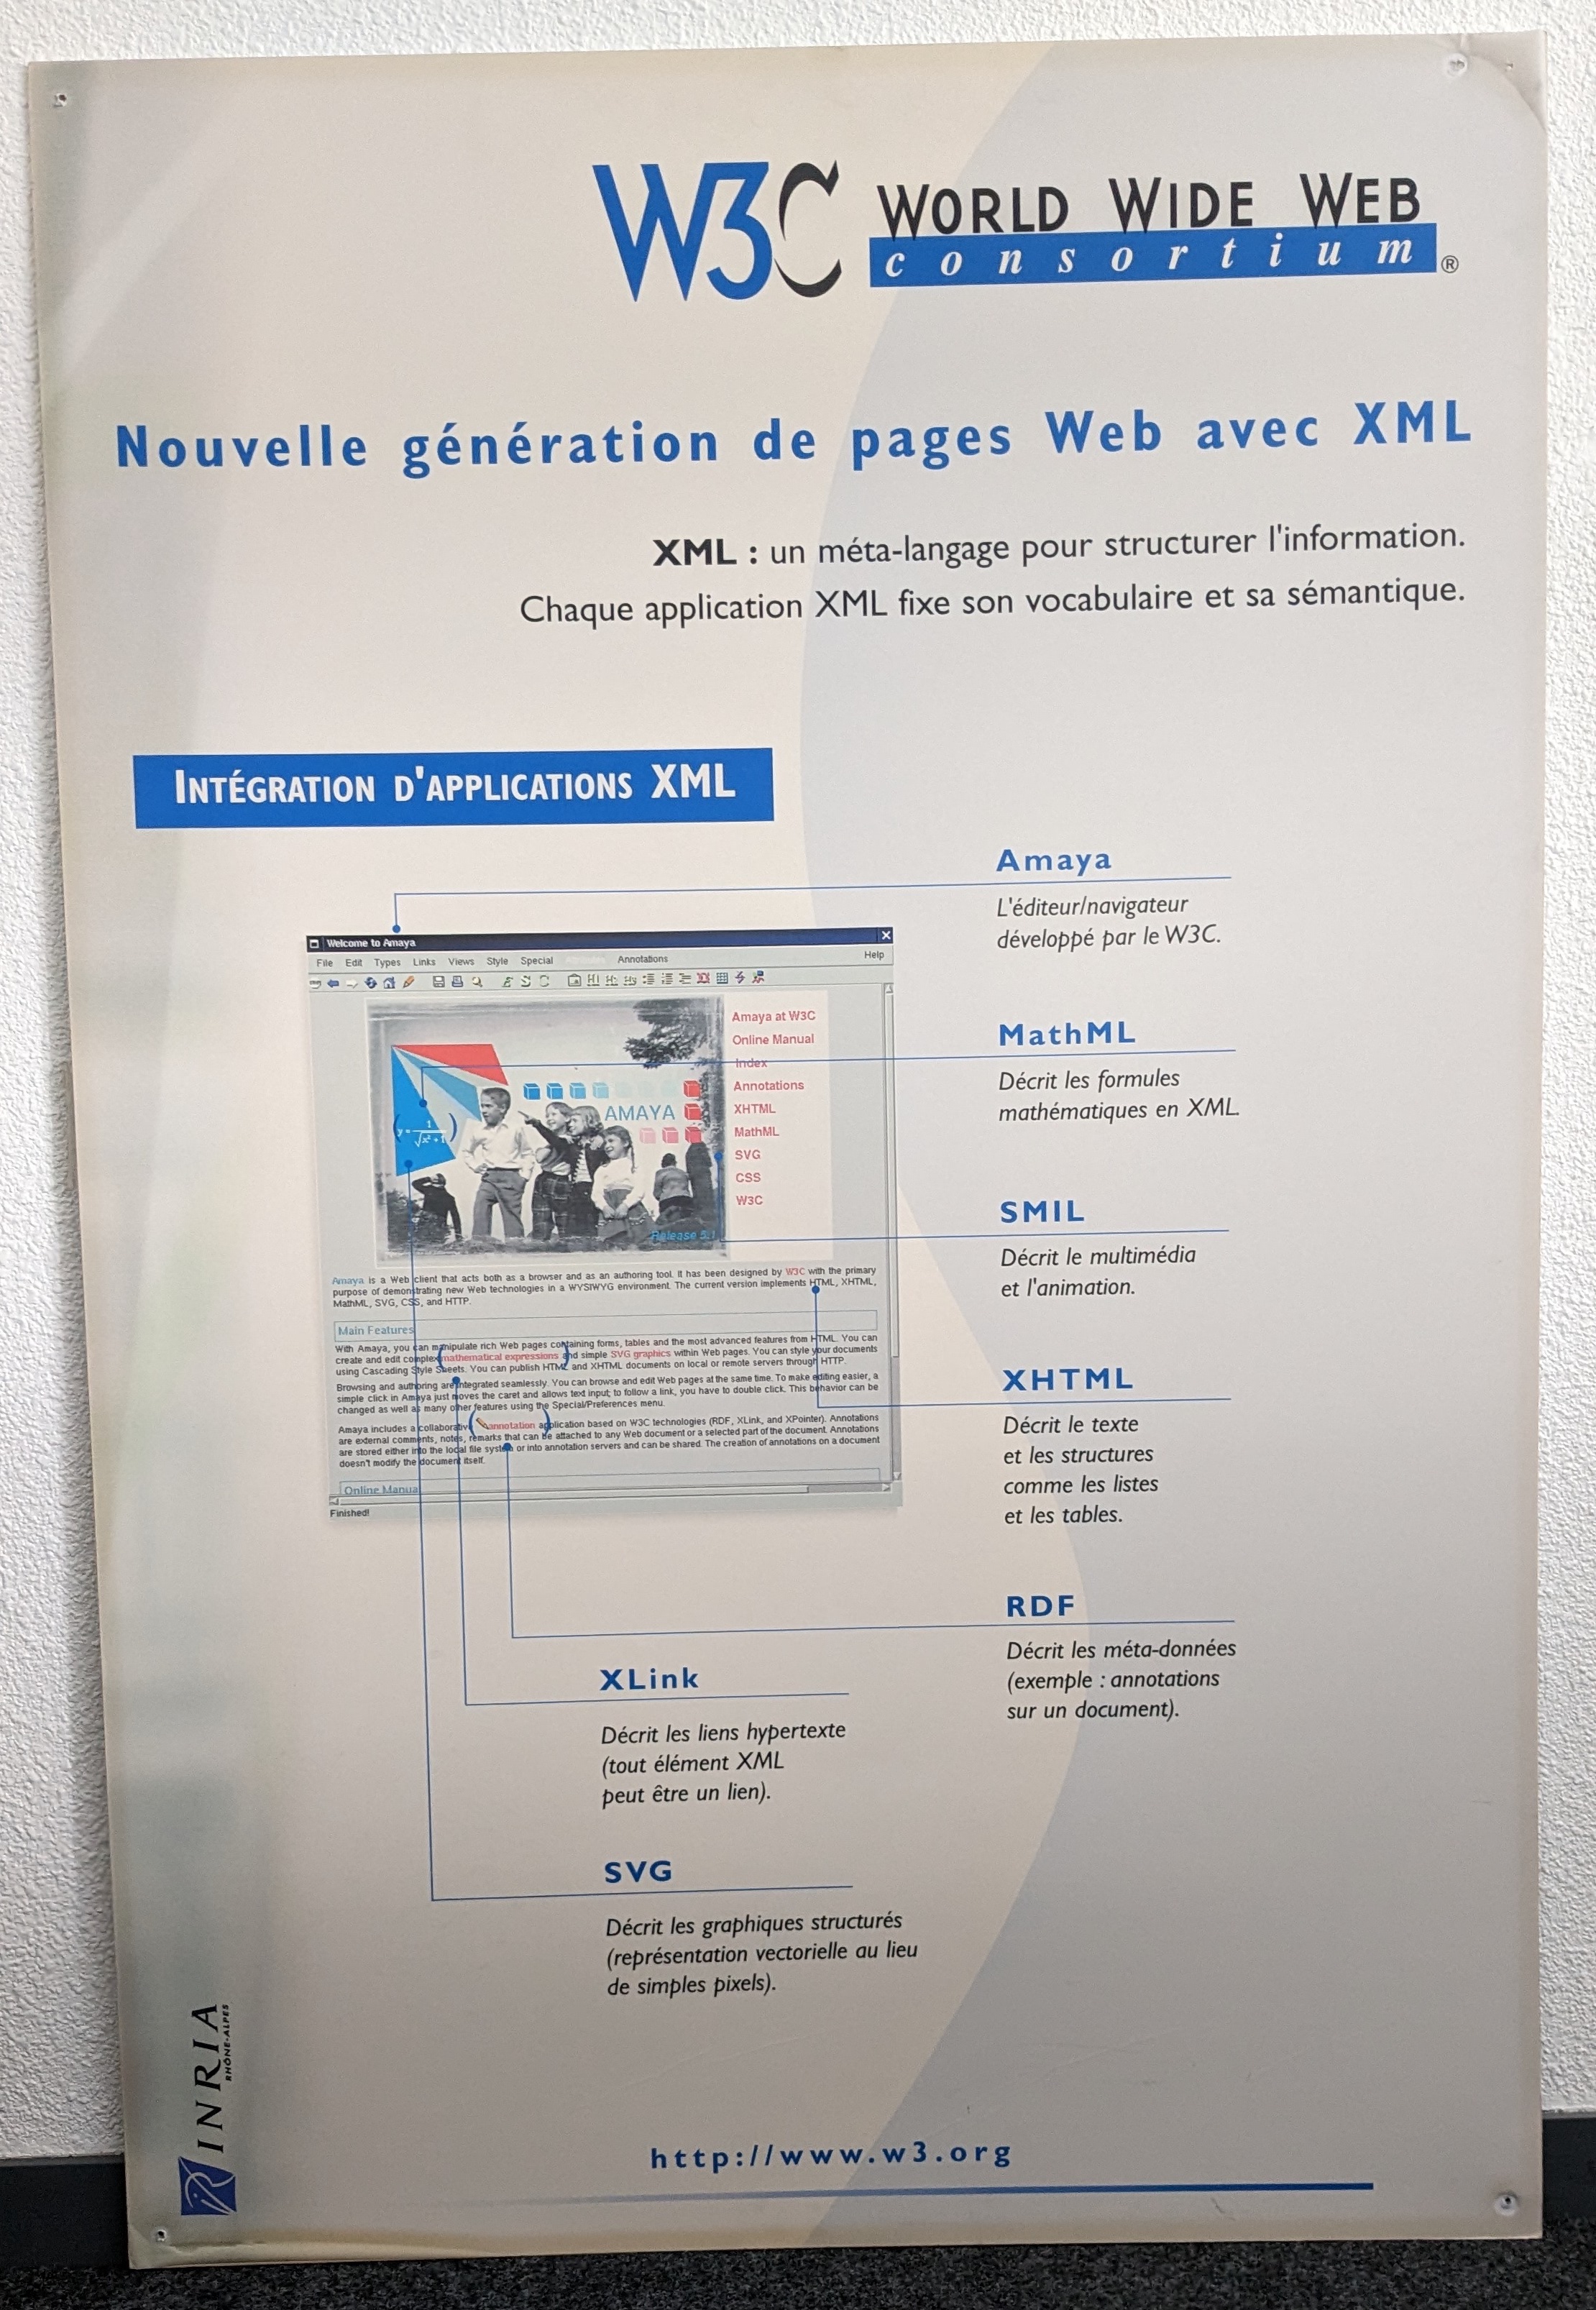 W3C WORLD WIDE WEB
consortium ®
Nouvelle génération de pages Web avec XML
XML : un méta-langage pour structurer l'information.
Chaque application XML fixe son vocabulaire et sa sémantique.
INTÉGRATION D'APPLICATIONS XML
Amaya
L'éditeur/navigateur
développé par le W3C.
Welcome to Amaya
File Edit Types Links Views Style Special Annotations Help
Amaya at W3C
Online Manual
Index
Annotations
XHTML
MathML
SVG
CSS
W3C
AMAYA
y = 1
√x² + 1
Release 5.1
Amaya is a Web client that acts both as a browser and as an authoring tool. It has been designed by W3C with the primary
purpose of demonstrating new Web technologies in a WYSIWYG environment. The current version implements HTML, XHTML,
MathML, SVG, CSS, and HTTP.
Main Features
With Amaya, you can manipulate rich Web pages containing forms, tables and the most advanced features from HTML. You can
create and edit complex (mathematical expressions) and simple SVG graphics within Web pages. You can style your documents
using Cascading Style Sheets. You can publish HTML and XHTML documents on local or remote servers through HTTP.
Browsing and authoring are integrated seamlessly. You can browse and edit Web pages at the same time. To make editing easier, a
simple click in Amaya just moves the caret and allows text input; to follow a link, you have to double click. This behavior can be
changed as well as many other features using the Special/Preferences menu.
Amaya includes a collaborative (annotation) application based on W3C technologies (RDF, XLink, and XPointer). Annotations
are external comments, notes, remarks that can be attached to any Web document or a selected part of the document. Annotations
are stored either into the local file system or into annotation servers and can be shared. The creation of annotations on a document
doesn't modify the document itself.
Online Manual
Finished!
MathML
Décrit les formules
mathématiques en XML.
SMIL
Décrit le multimédia
et l'animation.
XHTML
Décrit le texte
et les structures
comme les listes
et les tables.
RDF
Décrit les méta-données
(exemple : annotations
sur un document).
XLink
Décrit les liens hypertexte
(tout élément XML
peut être un lien).
SVG
Décrit les graphiques structurés
(représentation vectorielle au lieu
de simples pixels).
INRIA
RHÔNE-ALPES
http://www.w3.org